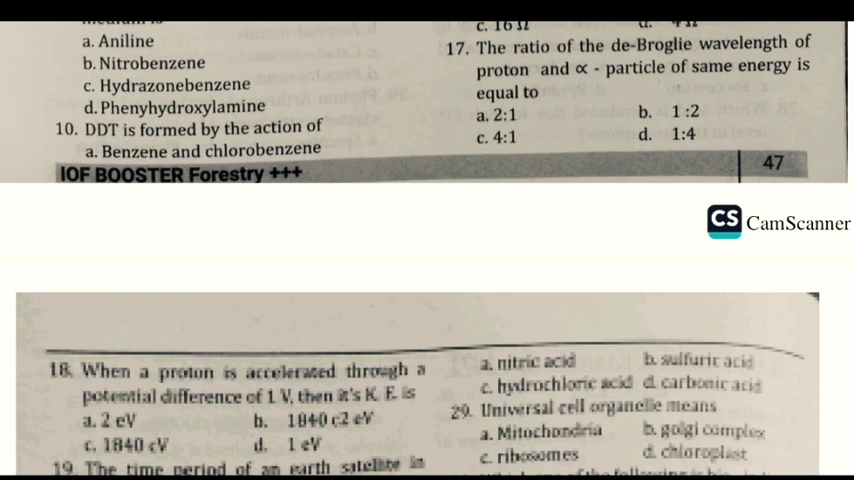 a. Aniline
b. Nitrobenzene
c. Hydrazonebenzene
d. Phenyhydroxylamine
10. DDT is formed by the action of
a. Benzene and chlorobenzene
c. 16 Ω
17. The ratio of the de-Broglie wavelength of
proton and ∝ - particle of same energy is
equal to
a. 2:1 b. 1 :2
c. 4:1 d. 1:4
IOF BOOSTER Forestry +++ 47
CS CamScanner
18. When a proton is accelerated through a
potential difference of 1 V, then it's K. E. is
a. 2 eV b. 1840 c2 eV
c. 1840 eV d. 1 eV
19. The time period of an earth satellite in
a. nitric acid b. sulfuric acid
c. hydrochloric acid d. carbonic acid
29. Universal cell organelle means
a. Mitochondria b. golgi complex
c. ribosomes d. chloroplast